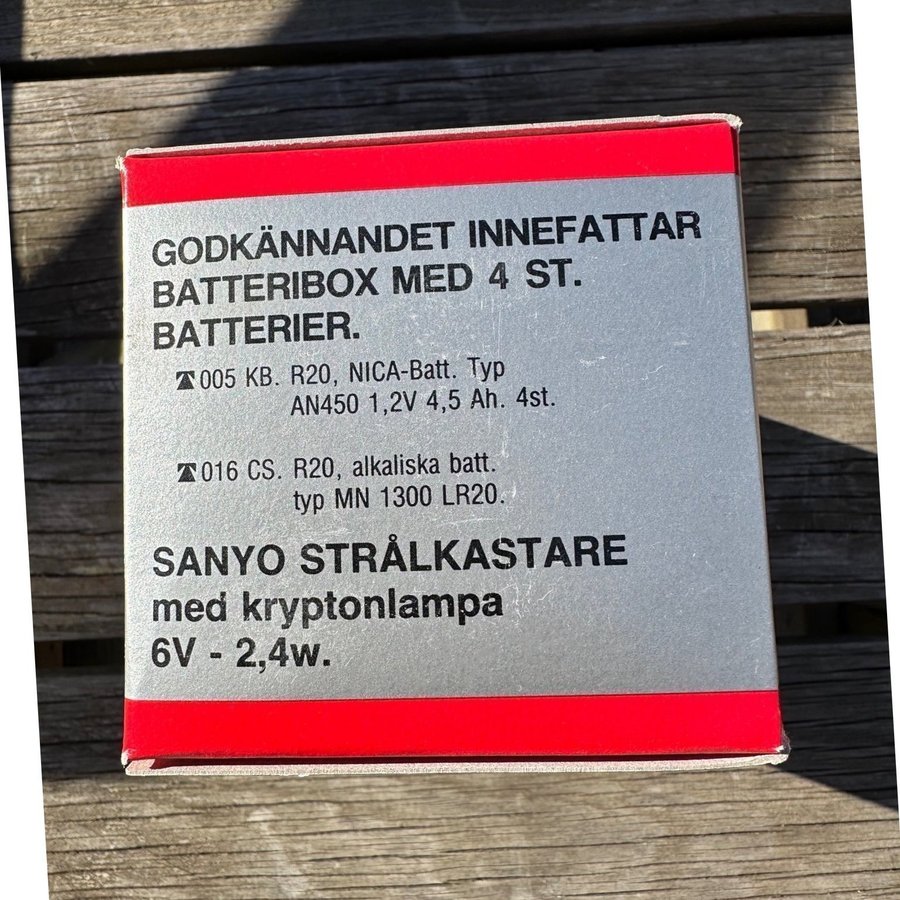 GODKÄNNANDET INNEFATTAR
BATTERIBOX MED 4 ST.
BATTERIER.
005 KB. R20, NICA-Batt. Typ
AN450 1,2V 4,5 Ah. 4st.
016 CS. R20, alkaliska batt.
typ MN 1300 LR20.
SANYO STRÅLKASTARE
med kryptonlampa
6V - 2,4w.